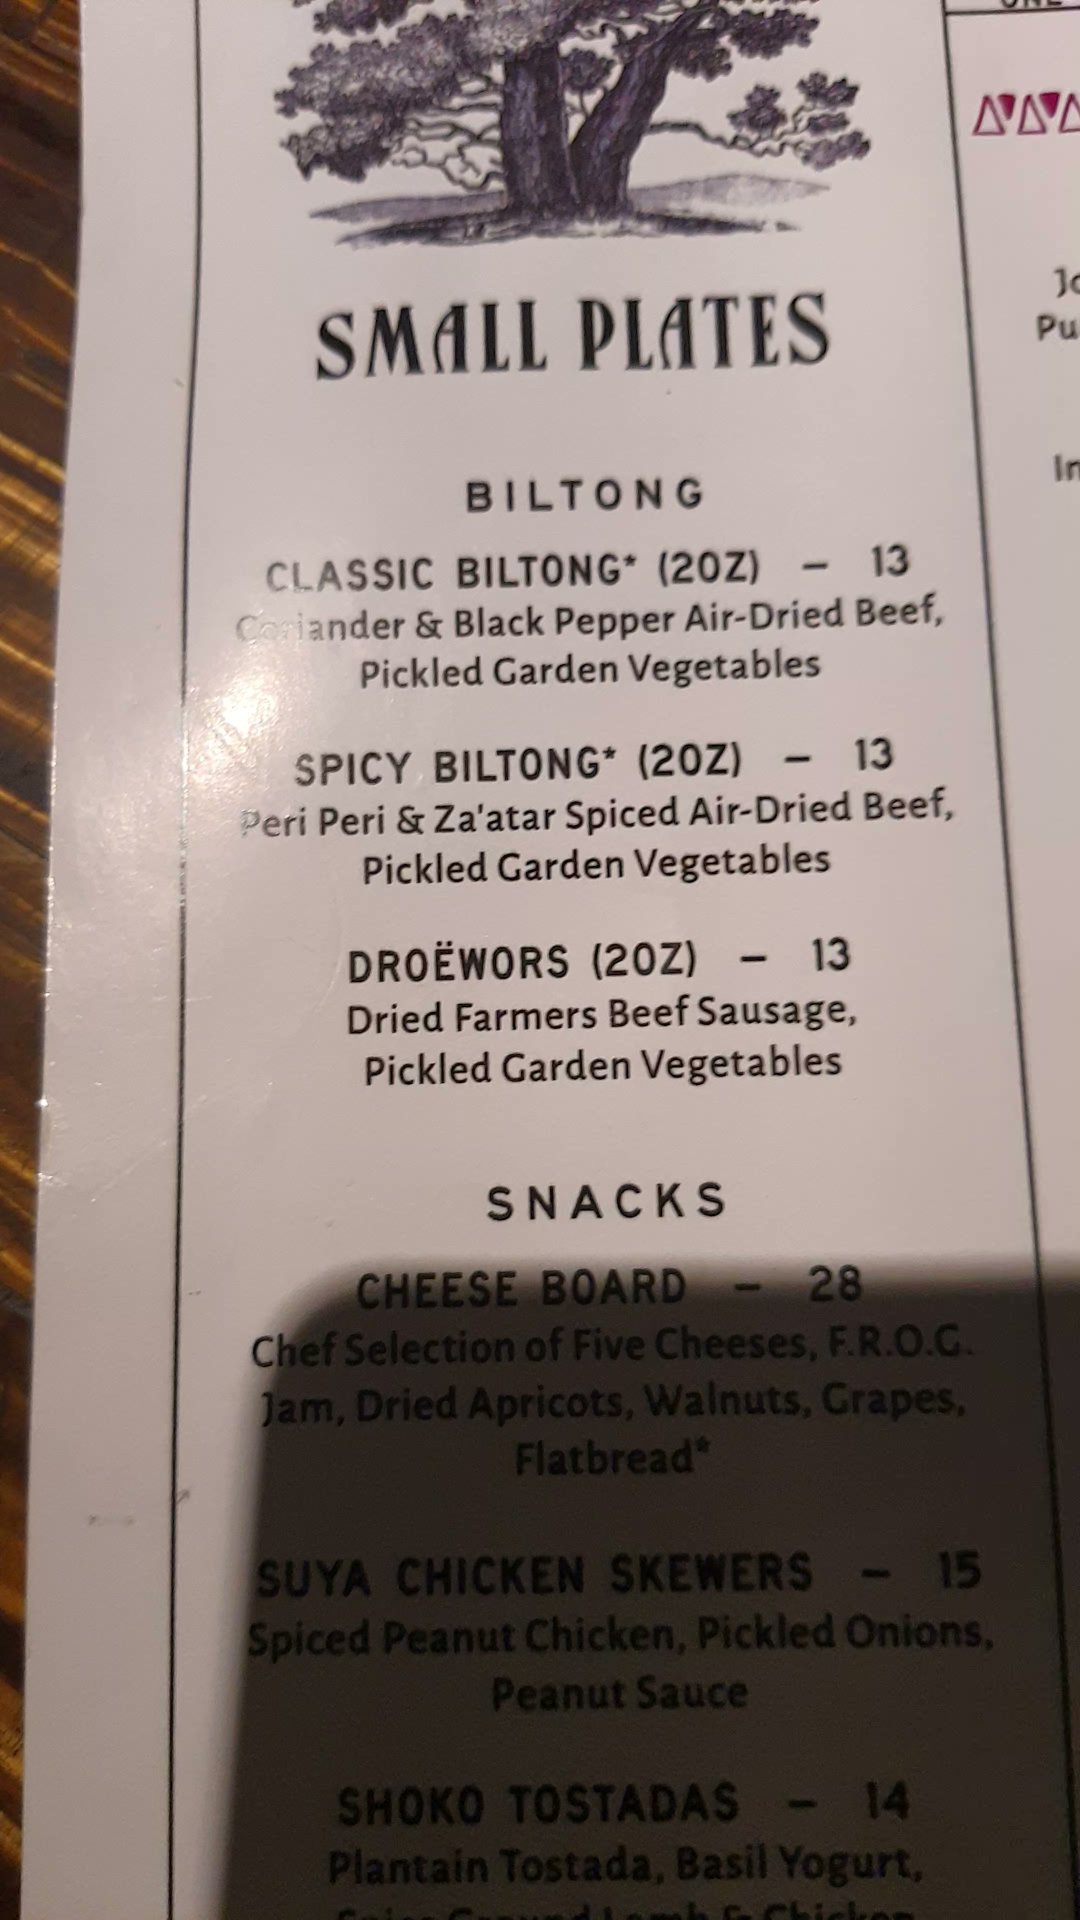 SMALL PLATES
BILTONG
CLASSIC BILTONG* (2OZ) – 13
Coriander & Black Pepper Air-Dried Beef,
Pickled Garden Vegetables
SPICY BILTONG* (2OZ) – 13
Peri Peri & Za'atar Spiced Air-Dried Beef,
Pickled Garden Vegetables
DROËWORS (2OZ) – 13
Dried Farmers Beef Sausage,
Pickled Garden Vegetables
SNACKS
CHEESE BOARD – 28
Chef Selection of Five Cheeses, F.R.O.G.
Jam, Dried Apricots, Walnuts, Grapes,
Flatbread*
SUYA CHICKEN SKEWERS – 15
Spiced Peanut Chicken, Pickled Onions,
Peanut Sauce
SHOKO TOSTADAS – 14
Plantain Tostada, Basil Yogurt,
Ground Lamb & Chicken